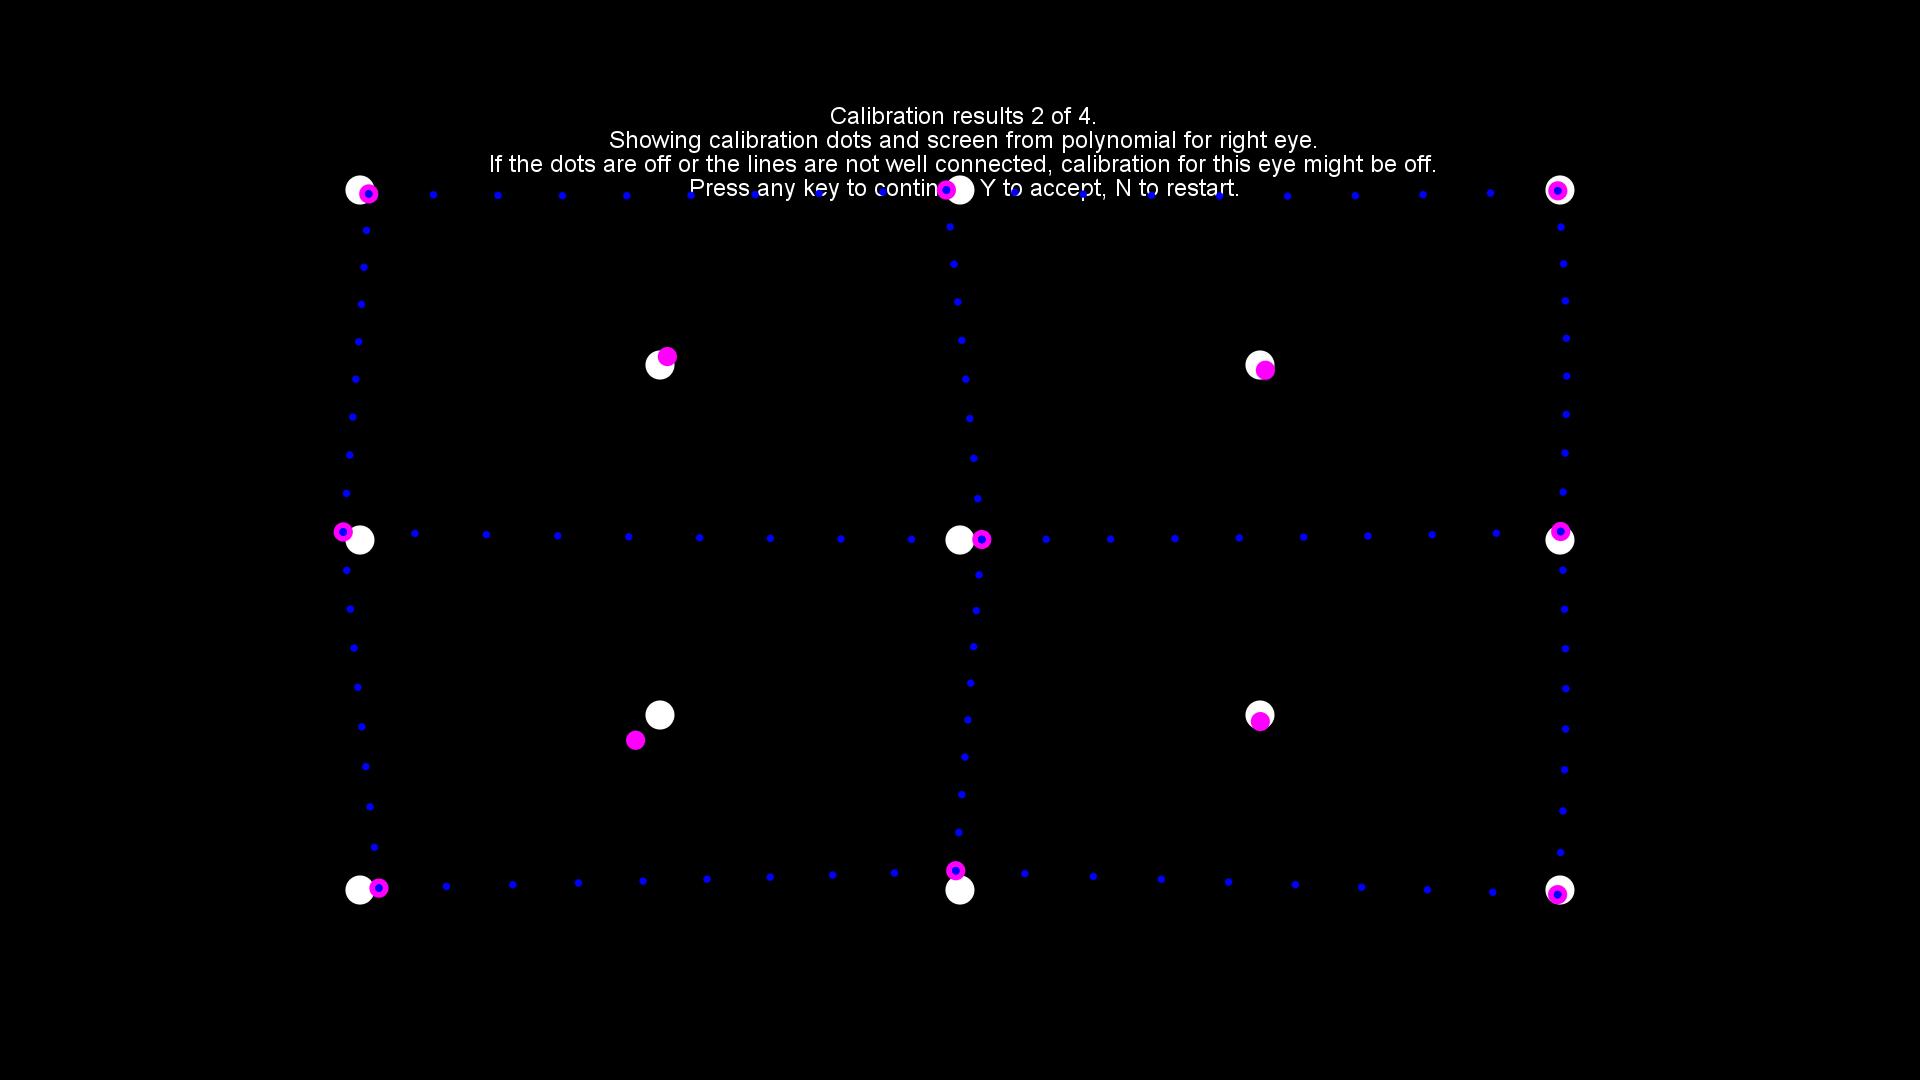 Calibration results 2 of 4.
Showing calibration dots and screen from polynomial for right eye.
If the dots are off or the lines are not well connected, calibration for this eye might be off.
Press any key to contin Y to accept, N to restart.